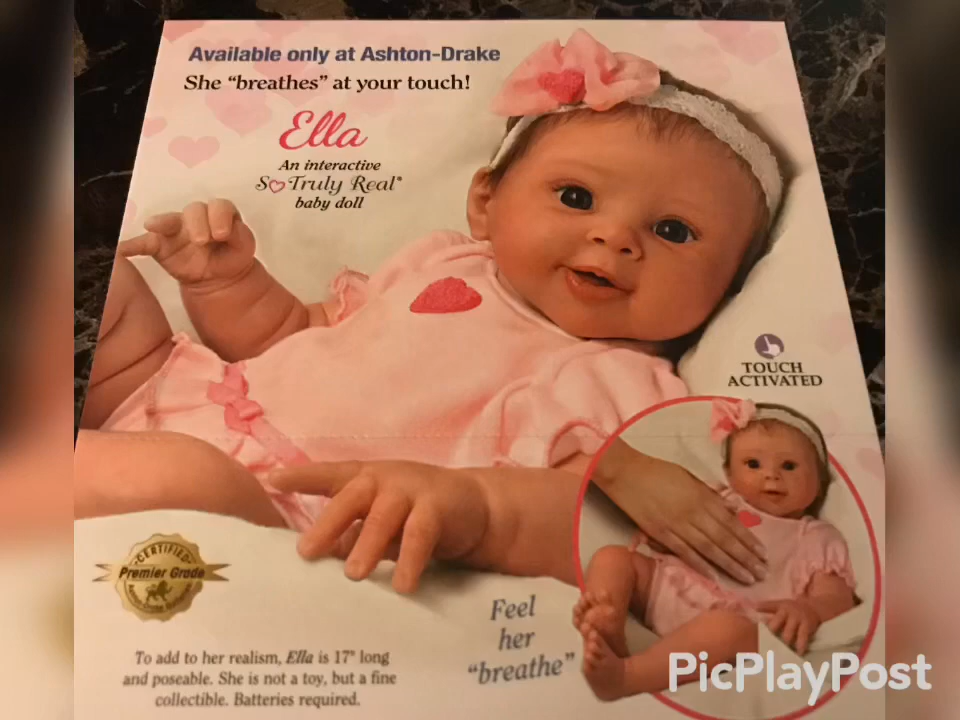 Available only at Ashton-Drake
She “breathes” at your touch!
Ella
An interactive
So Truly Real®
baby doll
TOUCH
ACTIVATED
CERTIFIED
Premier Grade
Feel
her
“breathe”
To add to her realism, Ella is 17" long
and poseable. She is not a toy, but a fine
collectible. Batteries required.
PicPlayPost